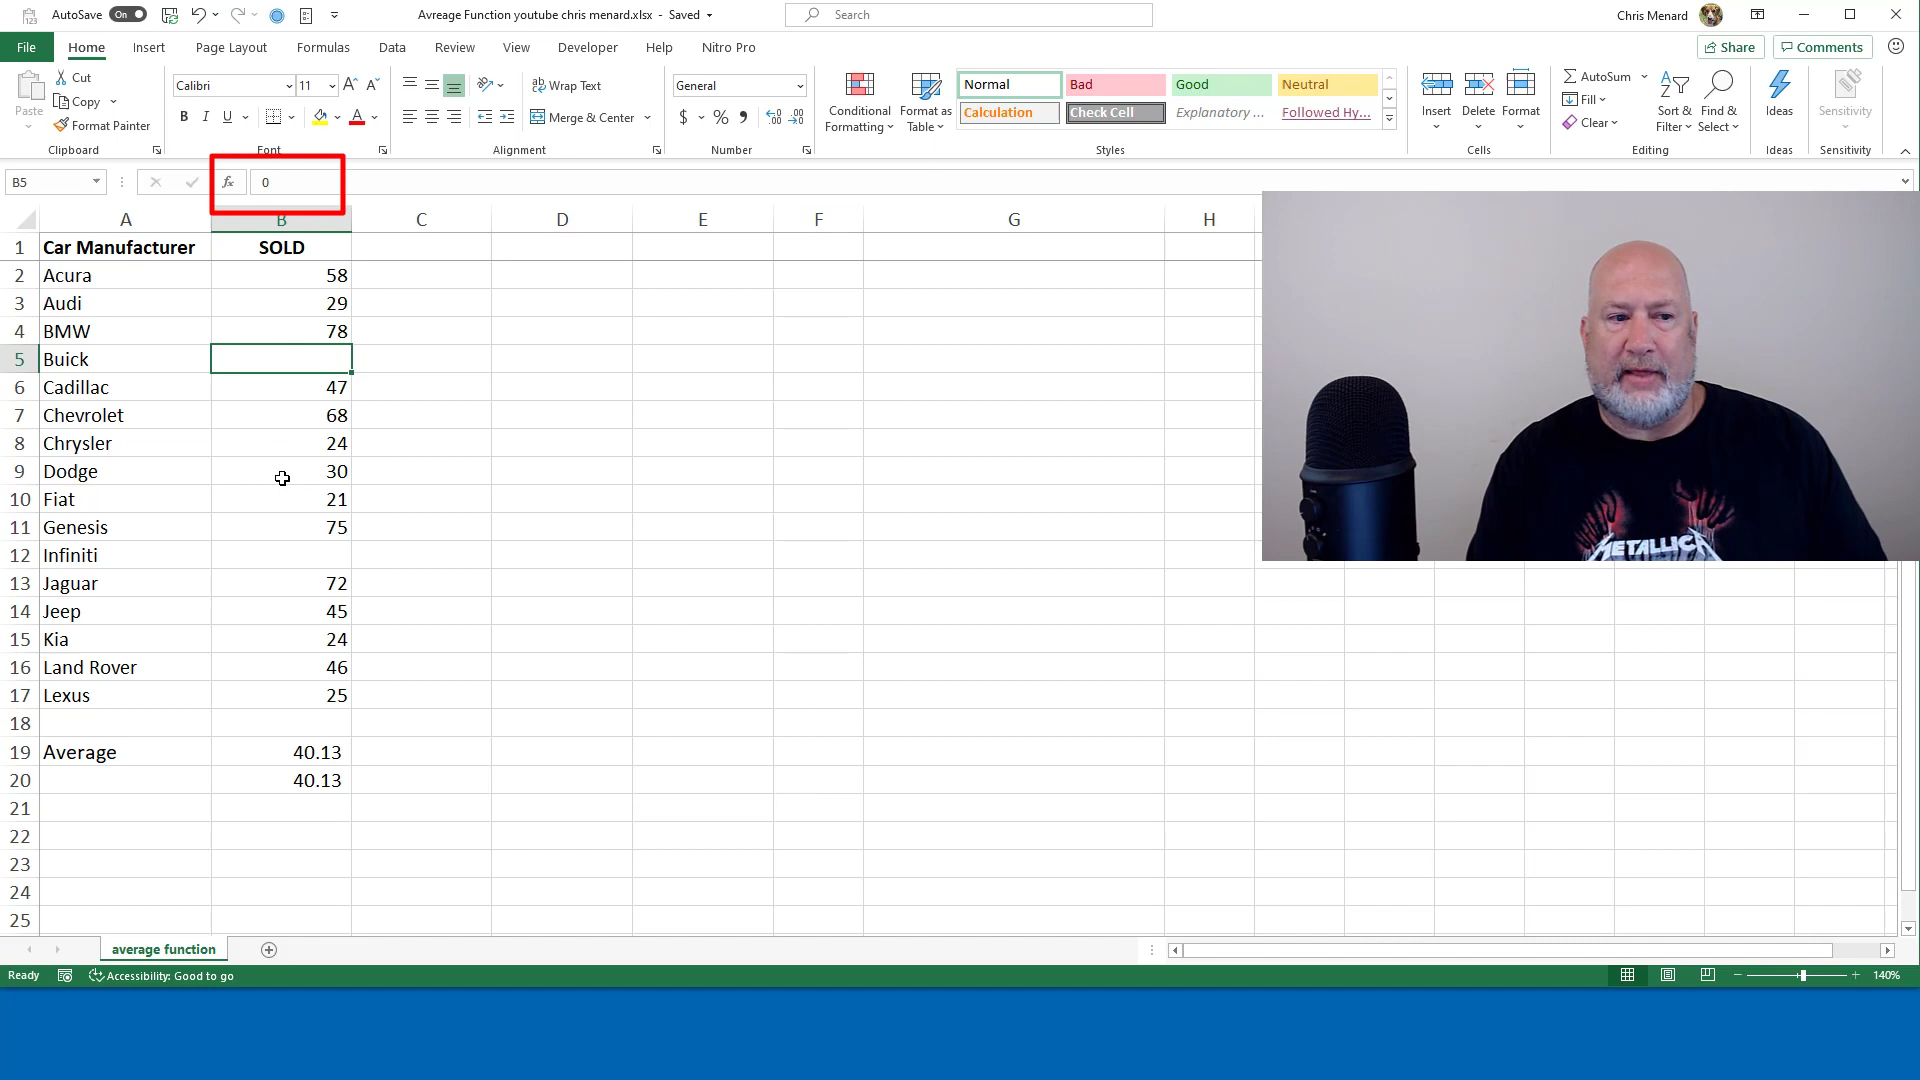 AutoSave On
Avreage Function youtube chris menard.xlsx - Saved
Search
Chris Menard
File Home Insert Page Layout Formulas Data Review View Developer Help Nitro Pro
Share Comments
Paste
Cut
Copy
Format Painter
Clipboard
Calibri 11
B I U
Font
Wrap Text
Merge & Center
Alignment
General
$ % 9
Number
Conditional Formatting
Format as Table
Normal Bad Good Neutral
Calculation Check Cell Explanatory ... Followed Hy...
Styles
Insert Delete Format
Cells
AutoSum
Fill
Clear
Sort & Filter
Find & Select
Editing
Ideas
Ideas
Sensitivity
Sensitivity
B5 fx 0
A B C D E F G H
1 Car Manufacturer SOLD
2 Acura 58
3 Audi 29
4 BMW 78
5 Buick
6 Cadillac 47
7 Chevrolet 68
8 Chrysler 24
9 Dodge 30
10 Fiat 21
11 Genesis 75
12 Infiniti
13 Jaguar 72
14 Jeep 45
15 Kia 24
16 Land Rover 46
17 Lexus 25
18
19 Average 40.13
20 40.13
21
22
23
24
25
METALLICA
average function
Ready Accessibility: Good to go 140%